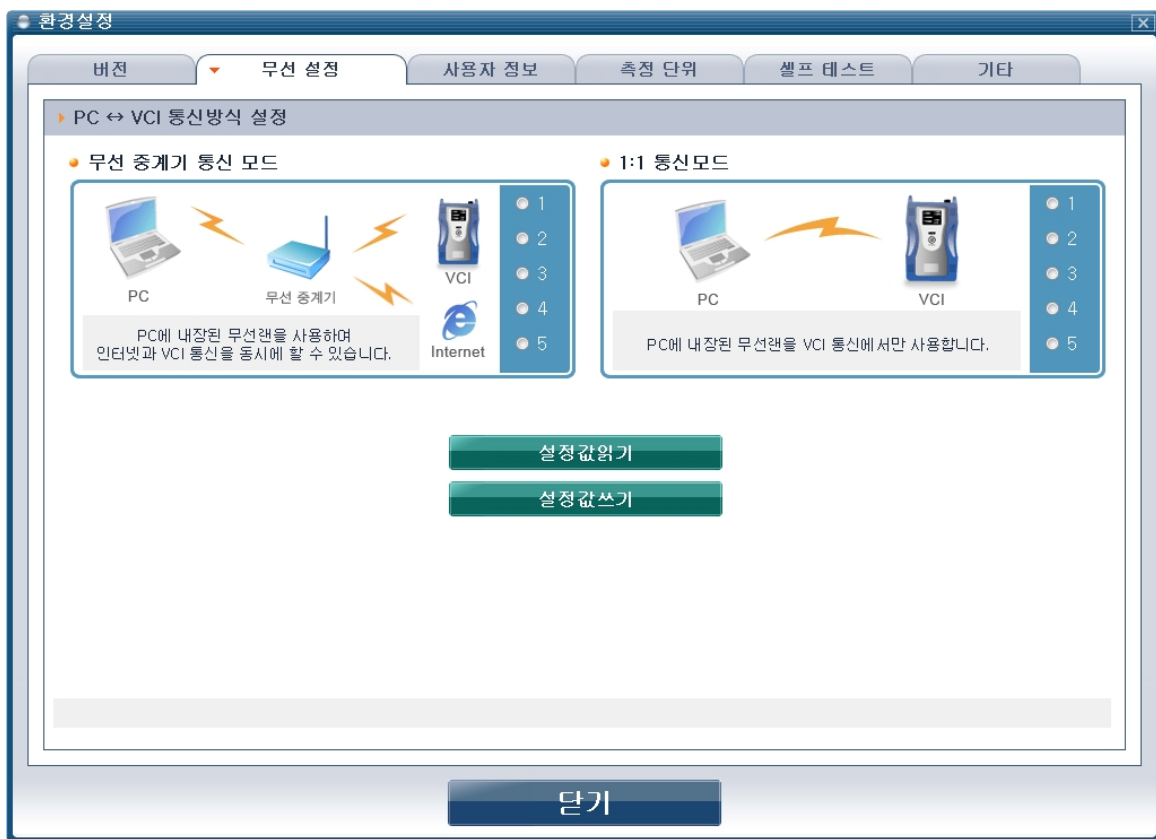 환경설정
버전
무선 설정
사용자 정보
측정 단위
셀프 테스트
기타
PC ↔ VCI 통신방식 설정
무선 중계기 통신 모드
PC
무선 중계기
VCI
Internet
PC에 내장된 무선랜을 사용하며
인터넷과 VCI 통신을 동시에 할 수 있습니다.
1
2
3
4
5
1:1 통신모드
PC
VCI
PC에 내장된 무선랜을 VCI 통신에서만 사용합니다.
1
2
3
4
5
설정값읽기
설정값쓰기
닫기